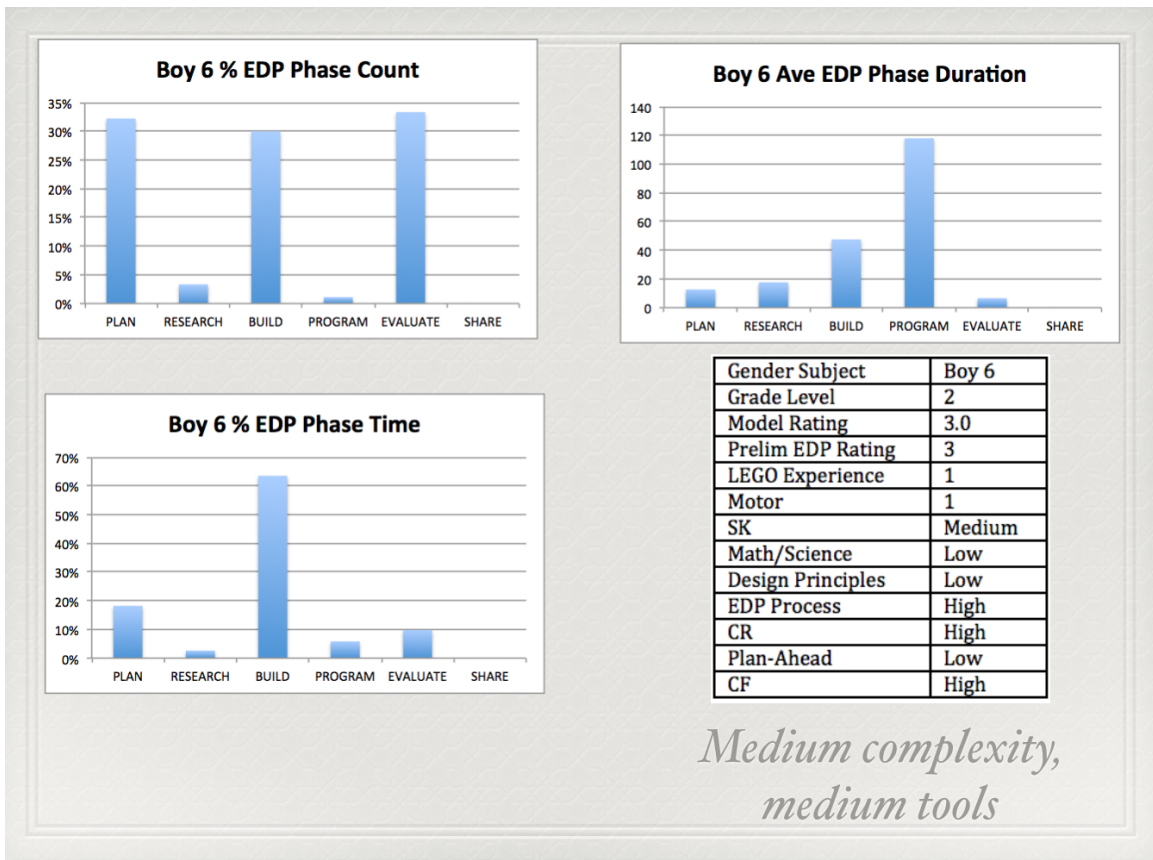 Boy 6 % EDP Phase Count
35%
30%
25%
20%
15%
10%
5%
0%
PLAN RESEARCH BUILD PROGRAM EVALUATE SHARE
Boy 6 Ave EDP Phase Duration
140
120
100
80
60
40
20
0
PLAN RESEARCH BUILD PROGRAM EVALUATE SHARE
Boy 6 % EDP Phase Time
70%
60%
50%
40%
30%
20%
10%
0%
PLAN RESEARCH BUILD PROGRAM EVALUATE SHARE
Gender Subject Boy 6
Grade Level 2
Model Rating 3.0
Prelim EDP Rating 3
LEGO Experience 1
Motor 1
SK Medium
Math/Science Low
Design Principles Low
EDP Process High
CR High
Plan-Ahead Low
CF High
Medium complexity,
medium tools